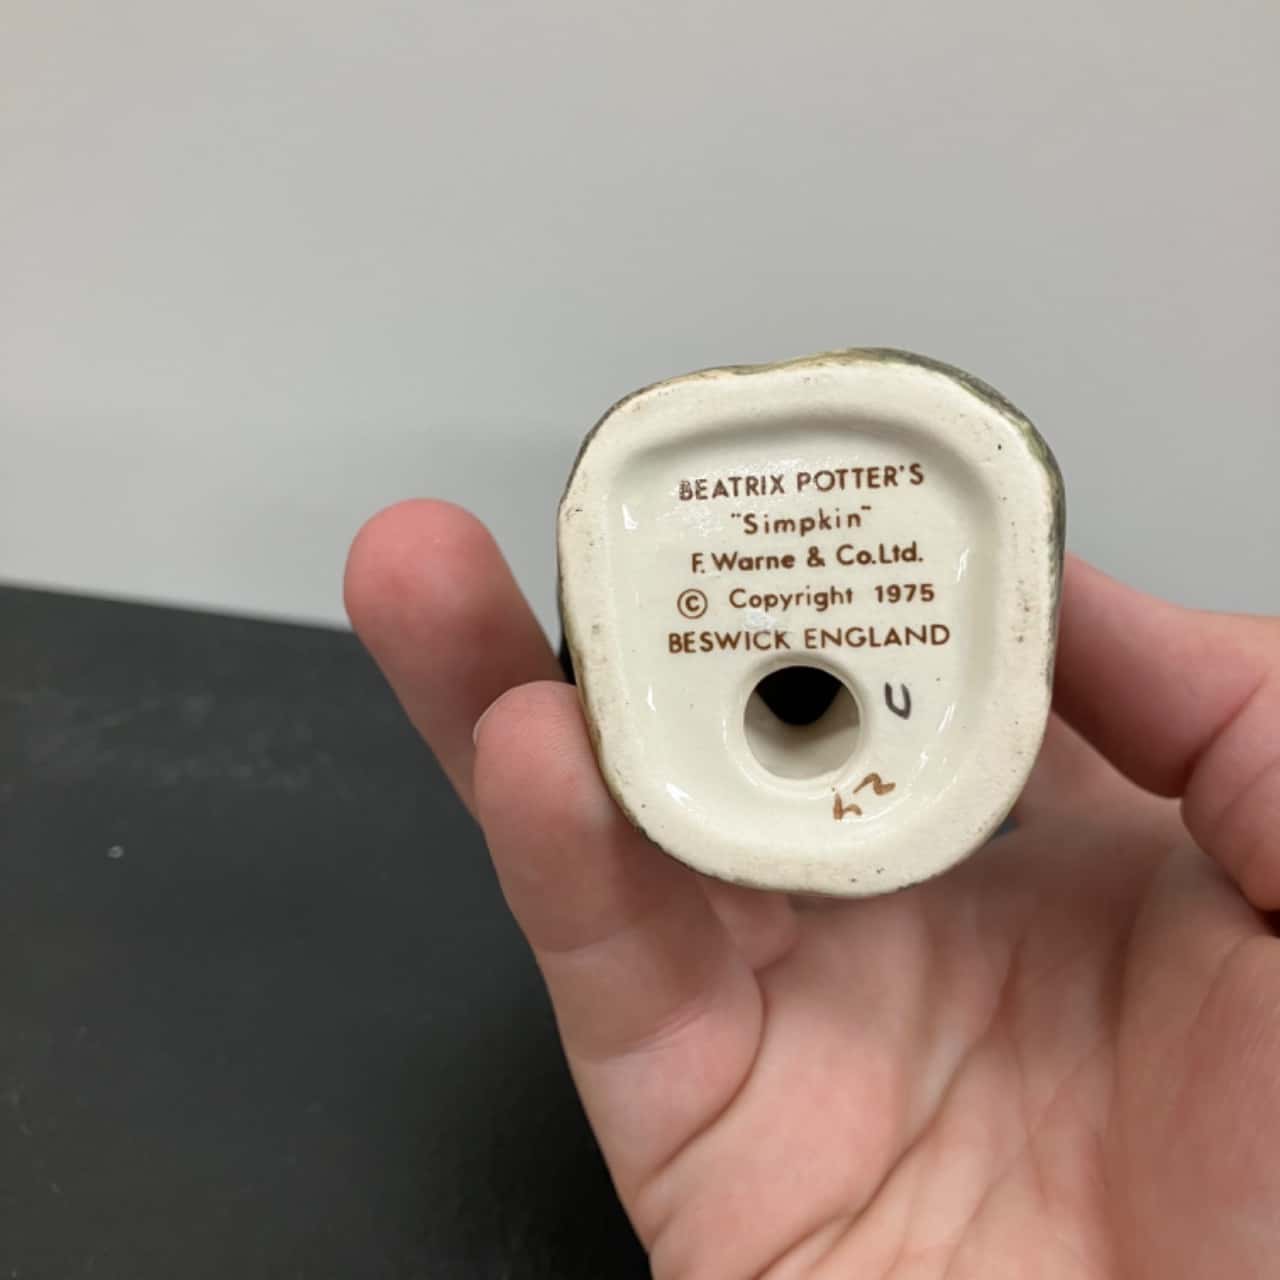 BEATRIX POTTER'S
"Simpkin"
F. Warne & Co.Ltd.
© Copyright 1975
BESWICK ENGLAND
U